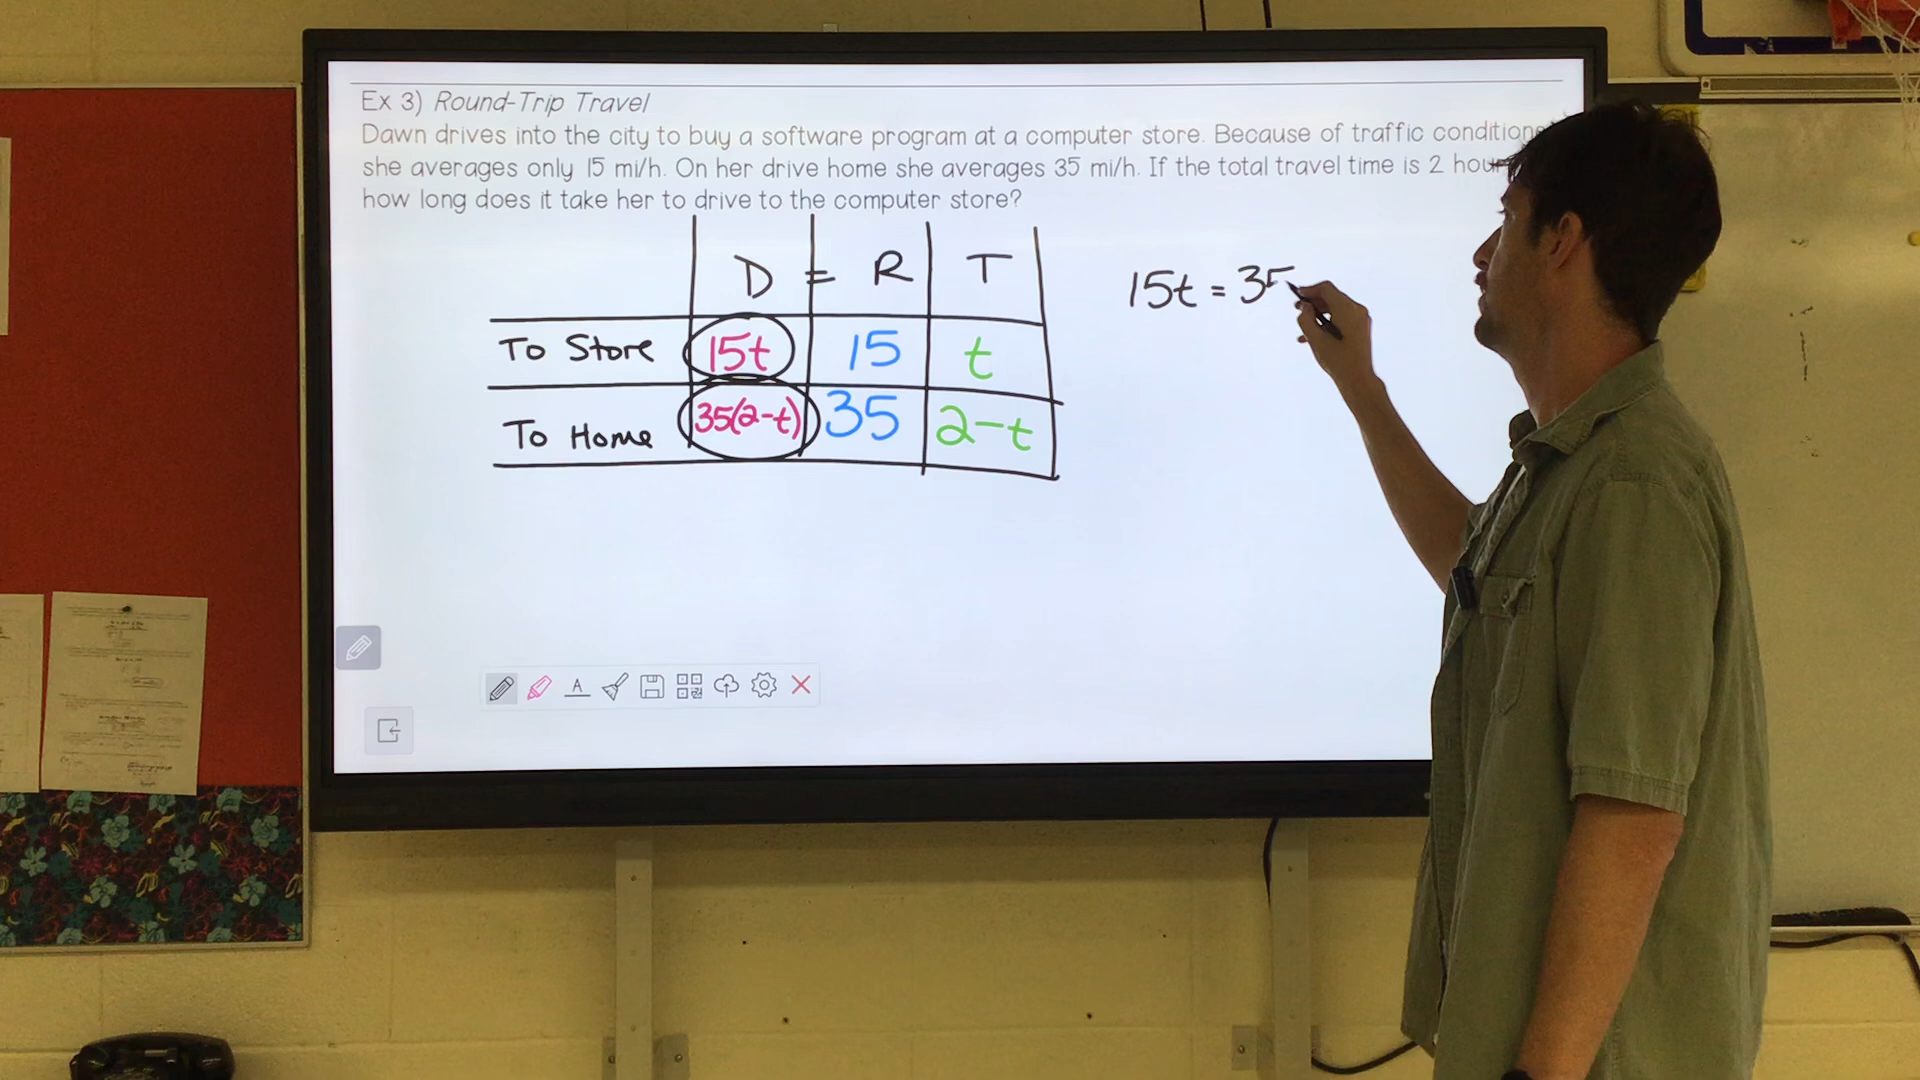 Ex 3) Round-Trip Travel
Dawn drives into the city to buy a software program at a computer store. Because of traffic condition
she averages only 15 mi/h. On her drive home she averages 35 mi/h. If the total travel time is 2 hour
how long does it take her to drive to the computer store?
D = R T
To Store 15t 15 t
To Home 35(2-t) 35 2-t
15t = 35
A